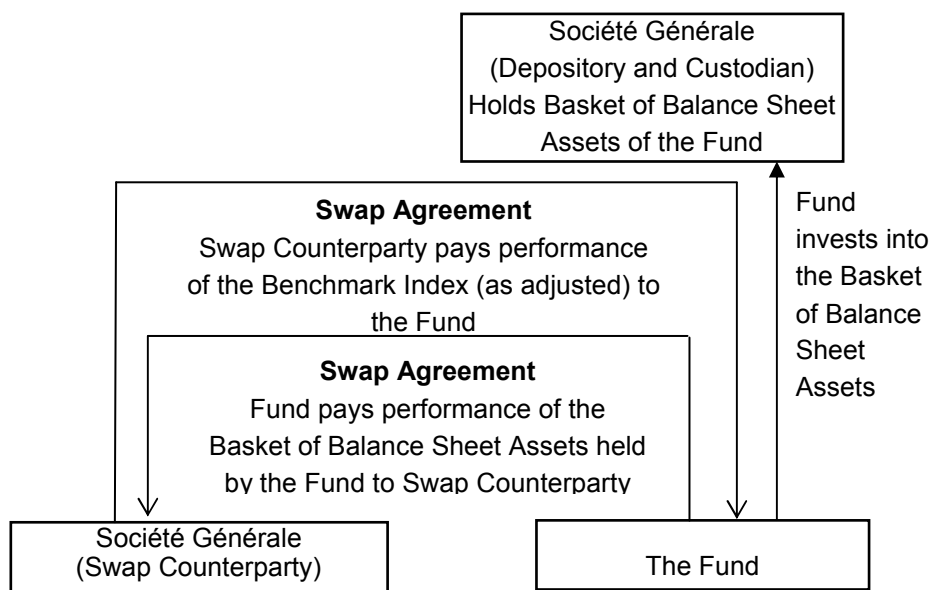 Société Générale
(Depository and Custodian)
Holds Basket of Balance Sheet
Assets of the Fund
Swap Agreement
Swap Counterparty pays performance
of the Benchmark Index (as adjusted) to
the Fund
Fund
invests into
the Basket
of Balance
Sheet
Assets
Swap Agreement
Fund pays performance of the
Basket of Balance Sheet Assets held
by the Fund to Swap Counterparty
Société Générale
(Swap Counterparty)
The Fund